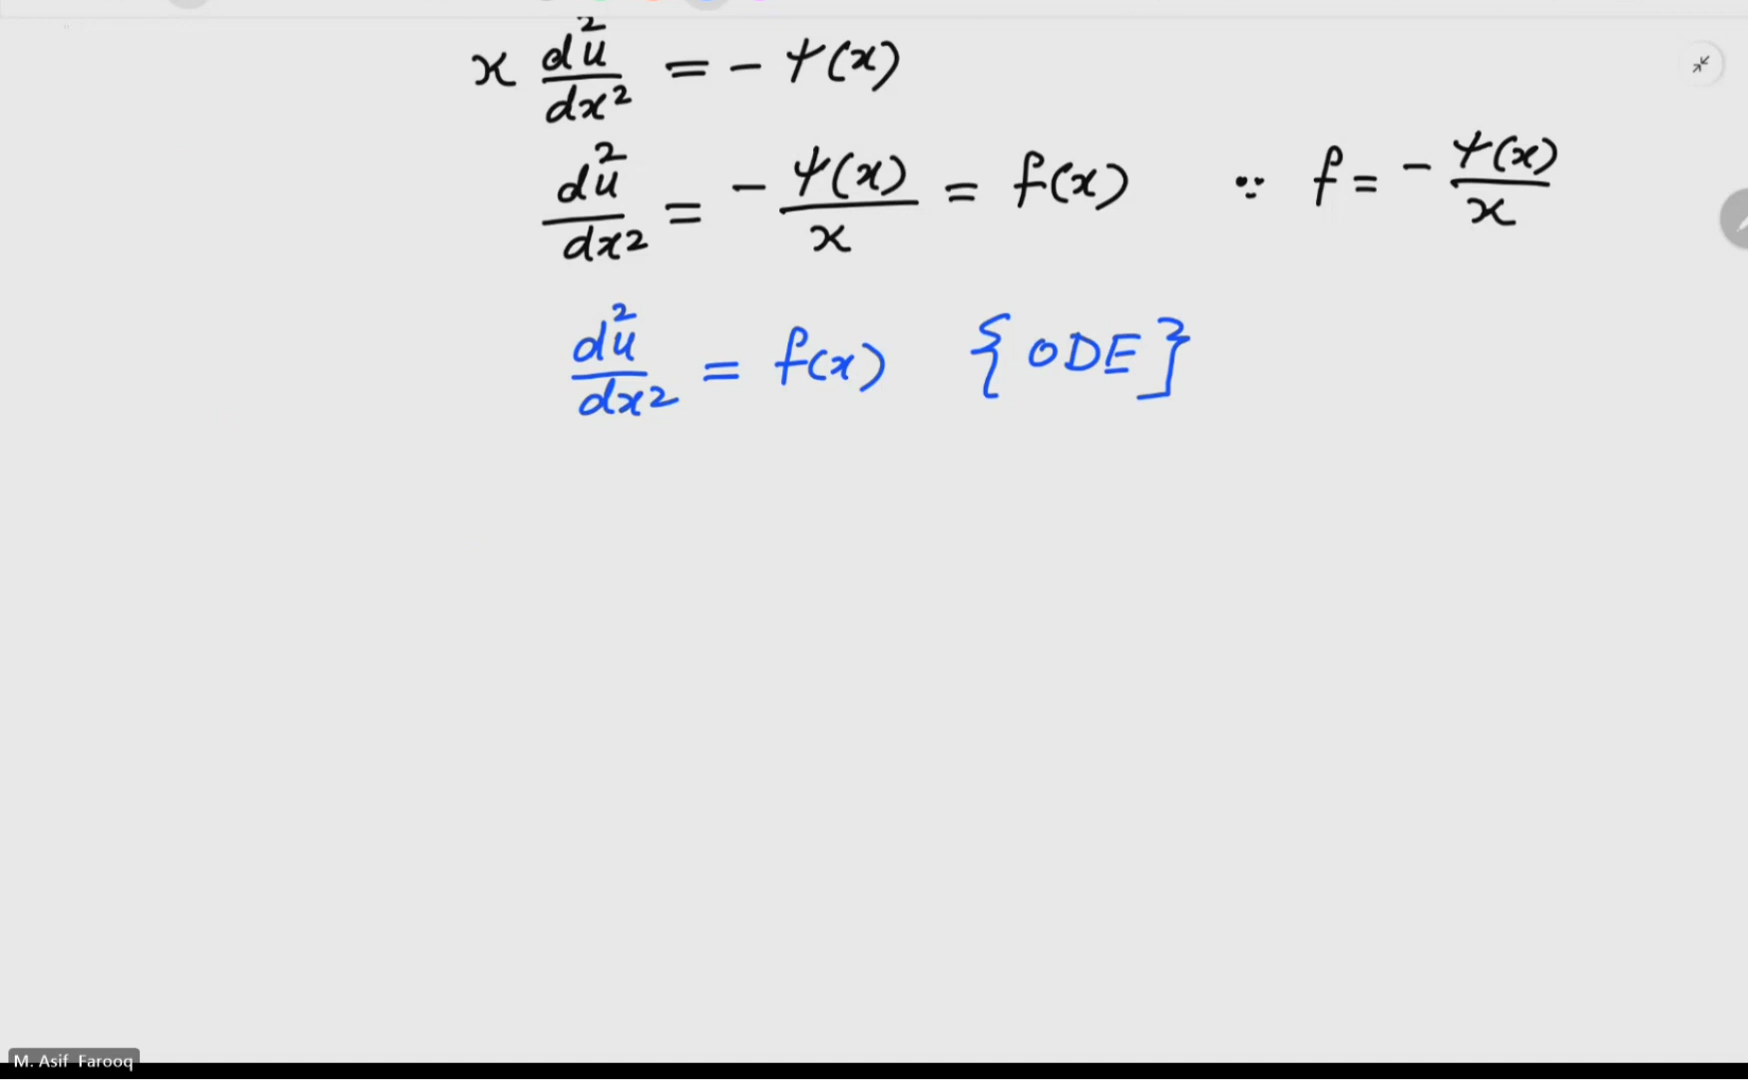 x d²u/dx² = - ψ(x)
d²u/dx² = - ψ(x)/x = f(x) ∵ f = - ψ(x)/x
d²u/dx² = f(x) {ODE}
M. Asif Farooq